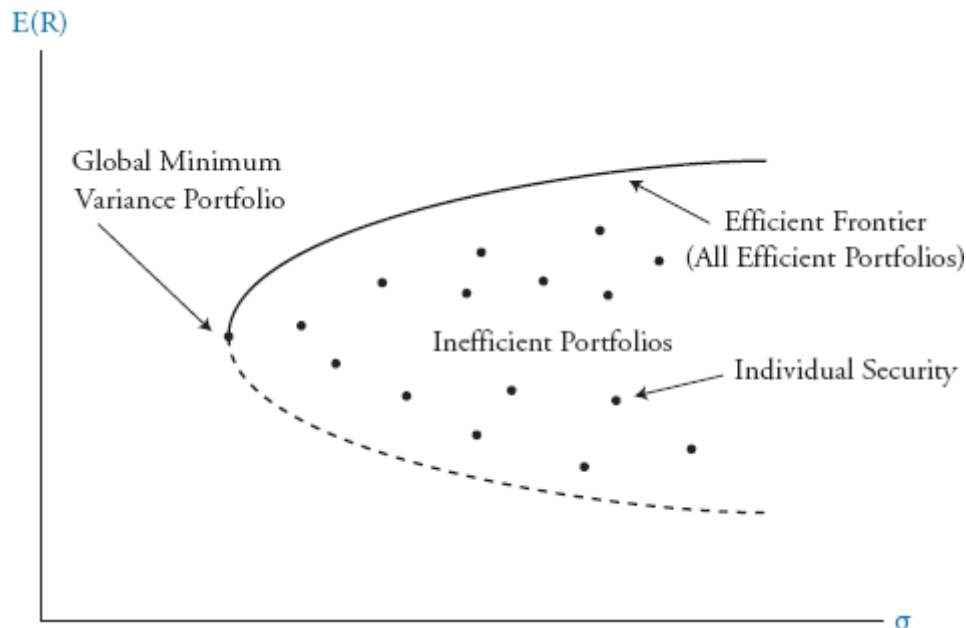 E(R)
Global Minimum
Variance Portfolio
Efficient Frontier
(All Efficient Portfolios)
Inefficient Portfolios
Individual Security
σ